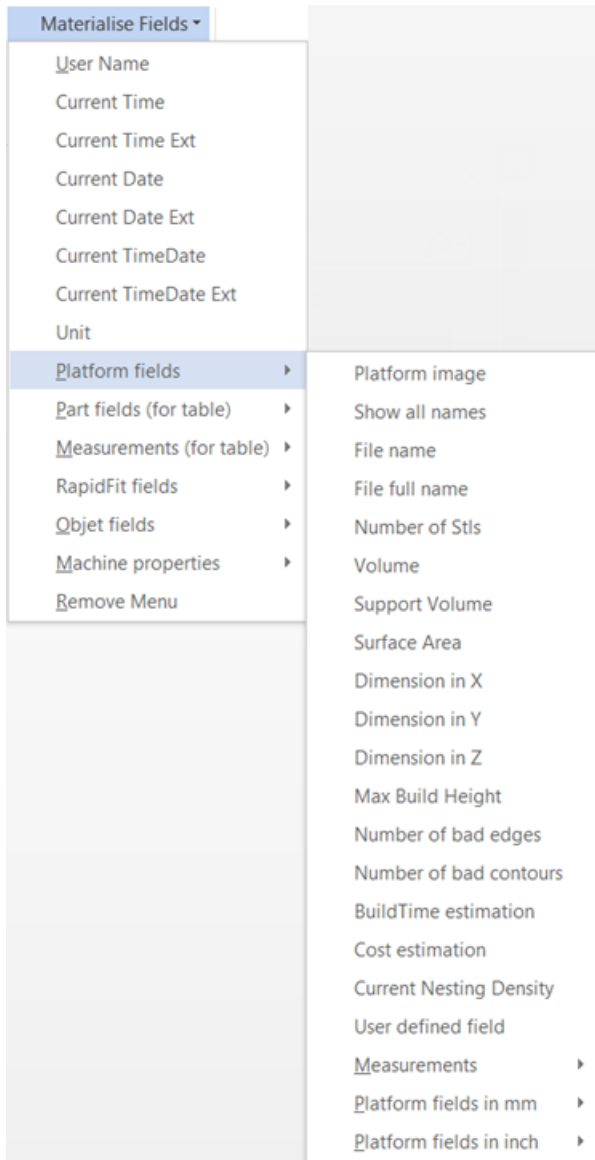 Materialise Fields
User Name
Current Time
Current Time Ext
Current Date
Current Date Ext
Current TimeDate
Current TimeDate Ext
Unit
Platform fields
Part fields (for table)
Measurements (for table)
RapidFit fields
Objet fields
Machine properties
Remove Menu
Platform image
Show all names
File name
File full name
Number of Stls
Volume
Support Volume
Surface Area
Dimension in X
Dimension in Y
Dimension in Z
Max Build Height
Number of bad edges
Number of bad contours
BuildTime estimation
Cost estimation
Current Nesting Density
User defined field
Measurements
Platform fields in mm
Platform fields in inch